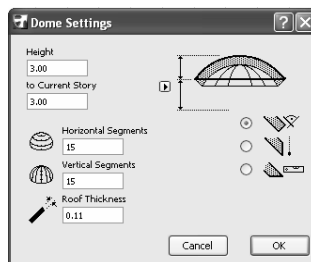 Dome Settings
Height
3.00
to Current Story
3.00
Horizontal Segments
15
Vertical Segments
15
Roof Thickness
0.11
Cancel
OK